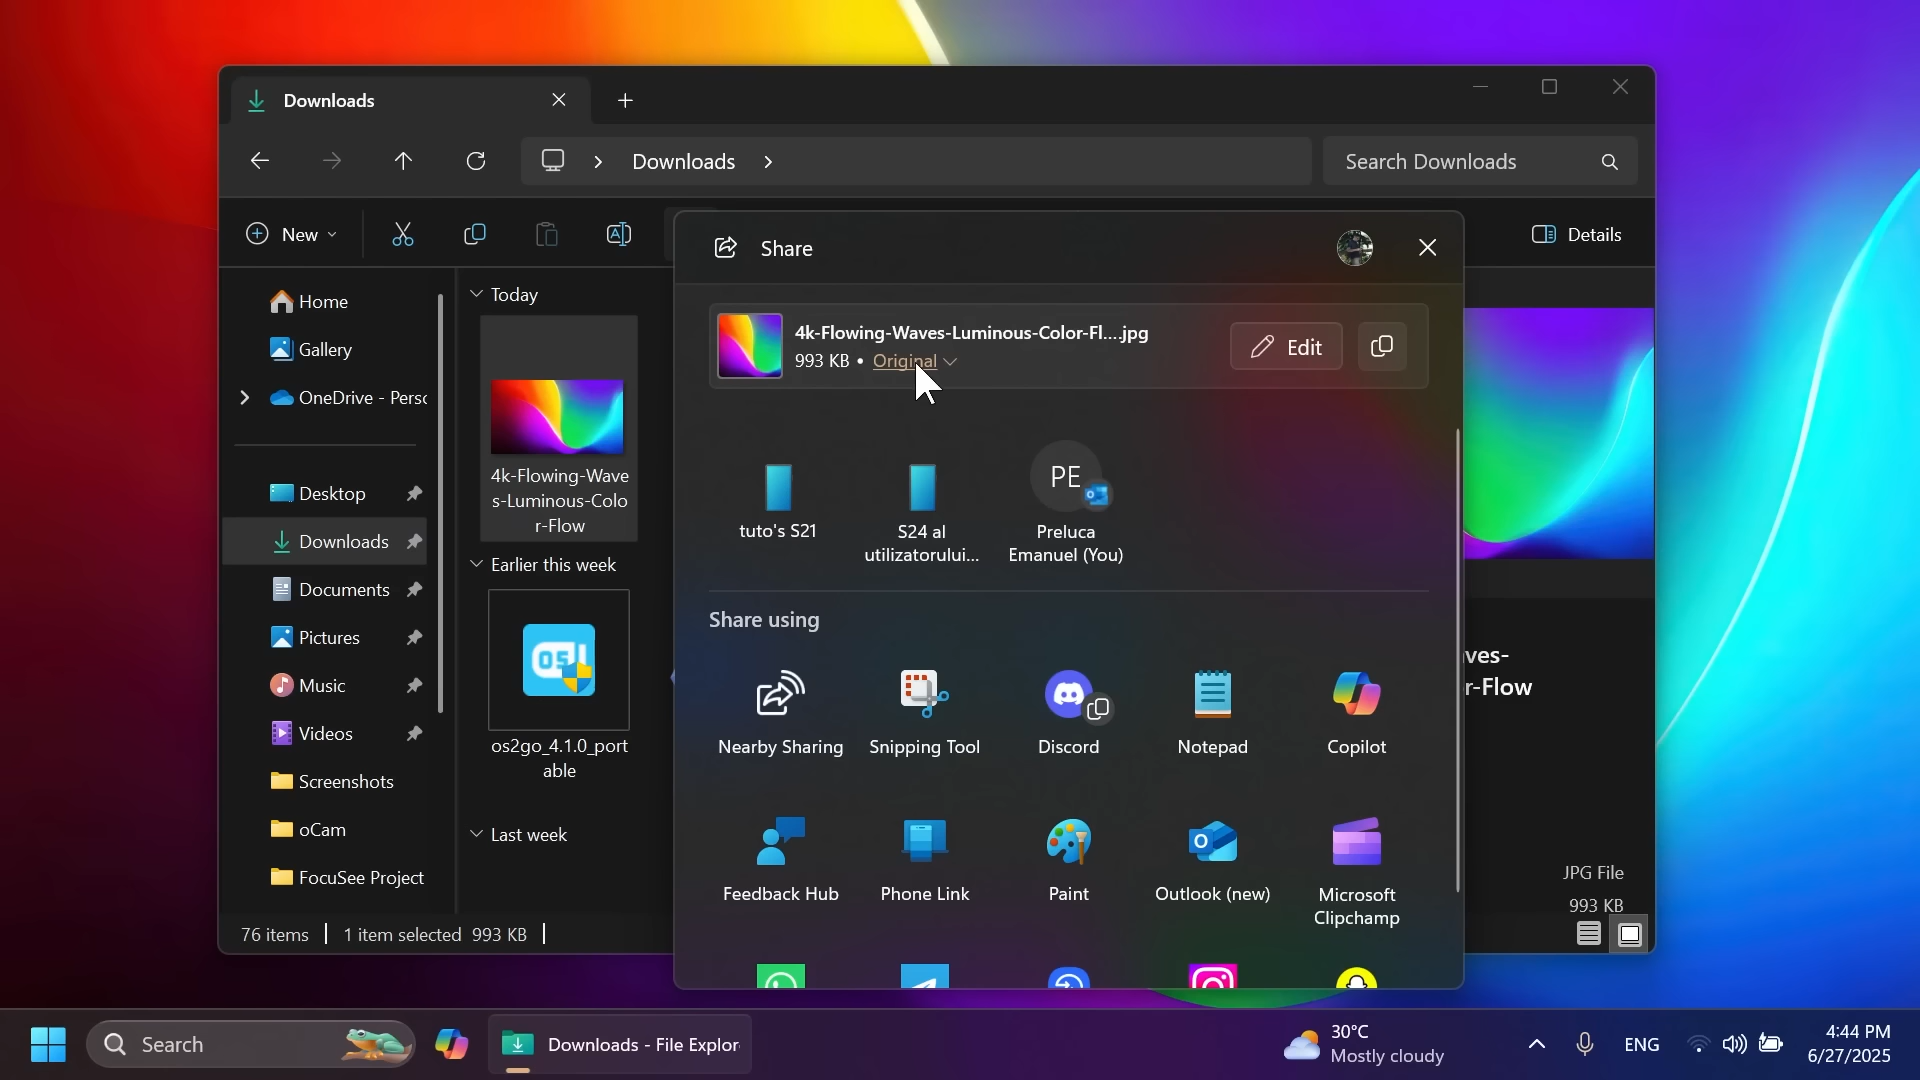 Downloads
Downloads
Search Downloads
New
Share
Details
Home
Gallery
OneDrive - Perso
Desktop
Downloads
Documents
Pictures
Music
Videos
Screenshots
oCam
FocuSee Project
Today
4k-Flowing-Wave
s-Luminous-Colo
r-Flow
Earlier this week
OS
os2go_4.1.0_port
able
Last week
4k-Flowing-Waves-Luminous-Color-Fl....jpg
993 KB • Original
Edit
tuto's S21
S24 al
utilizatorului...
PE
Preluca
Emanuel (You)
Share using
Nearby Sharing
Snipping Tool
Discord
Notepad
Copilot
Feedback Hub
Phone Link
Paint
Outlook (new)
Microsoft
Clipchamp
ves-
r-Flow
JPG File
993 KB
76 items
1 item selected 993 KB
Search
Downloads - File Explor
30°C
Mostly cloudy
ENG
4:44 PM
6/27/2025